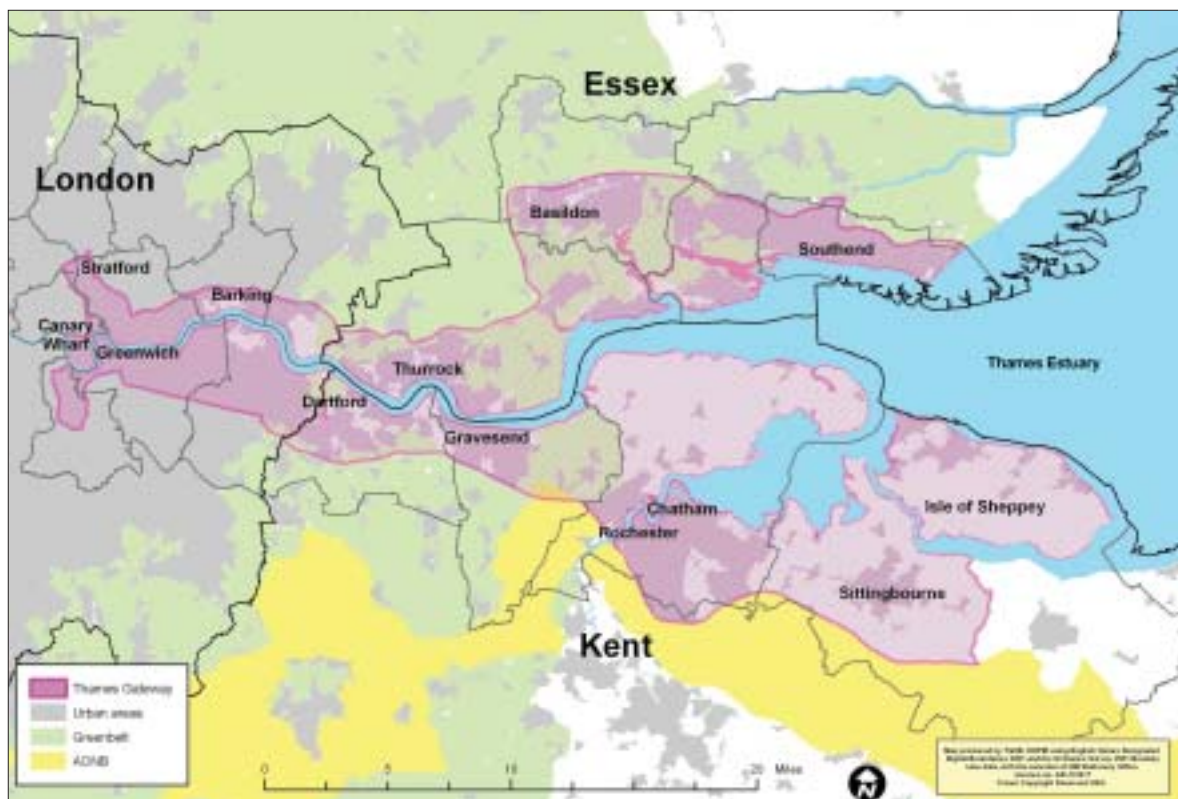 Essex
London
Basildon
Southend
Stratford
Barking
Canary
Wharf
Greenwich
Thames Estuary
Thurrock
Dartford
Gravesend
Chatham
Isle of Sheppey
Rochester
Sittingbourne
Kent
Thames Gateway
Urban areas
Greenbelt
AONB
0 10 20 Miles
N